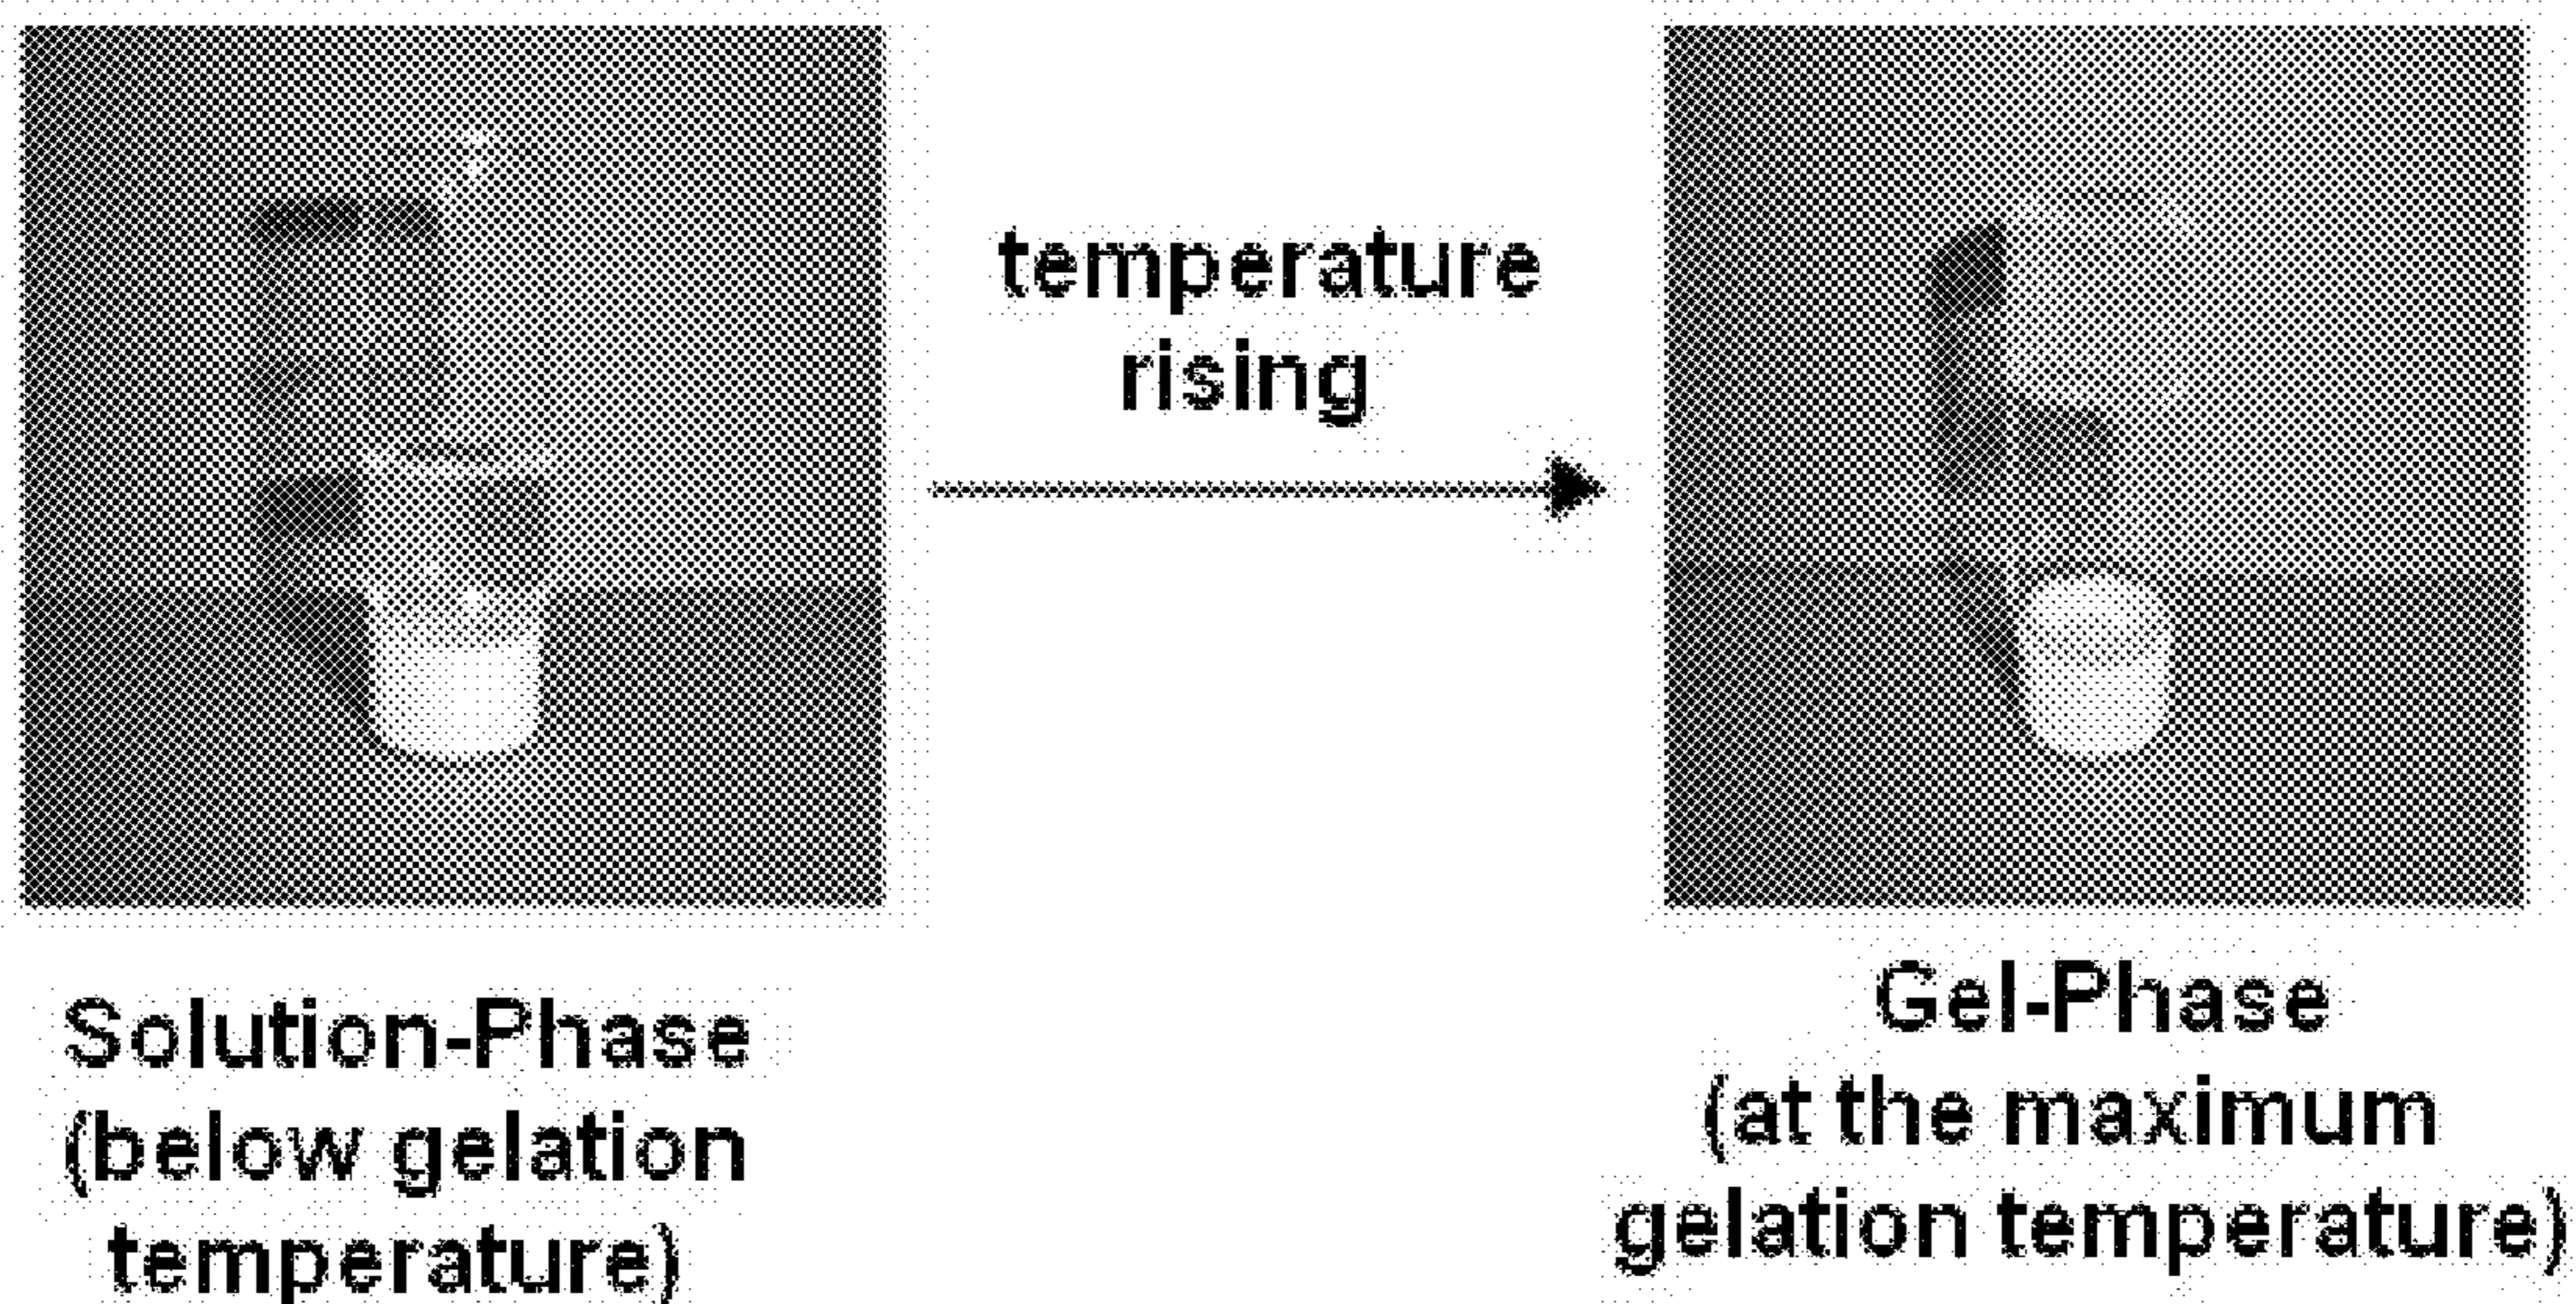 temperature
rising
Solution-Phase
(below gelation
temperature)
Gel-Phase
(at the maximum
gelation temperature)